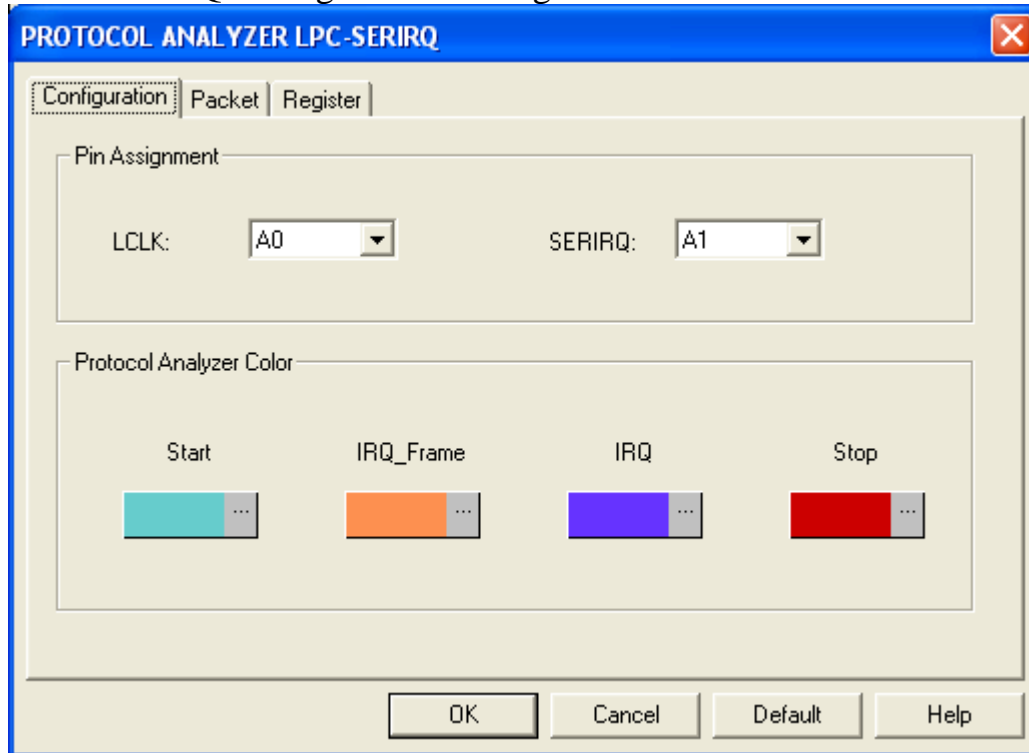 PROTOCOL ANALYZER LPC-SERIRQ
Configuration Packet Register
Pin Assignment
LCLK: A0 SERIRQ: A1
Protocol Analyzer Color
Start IRQ_Frame IRQ Stop
... ... ... ...
OK Cancel Default Help